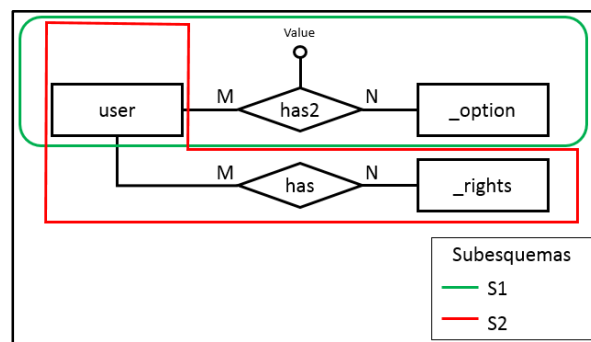 Value
user
M
has2
N
_option
M
has
N
_rights
Subesquemas
S1
S2